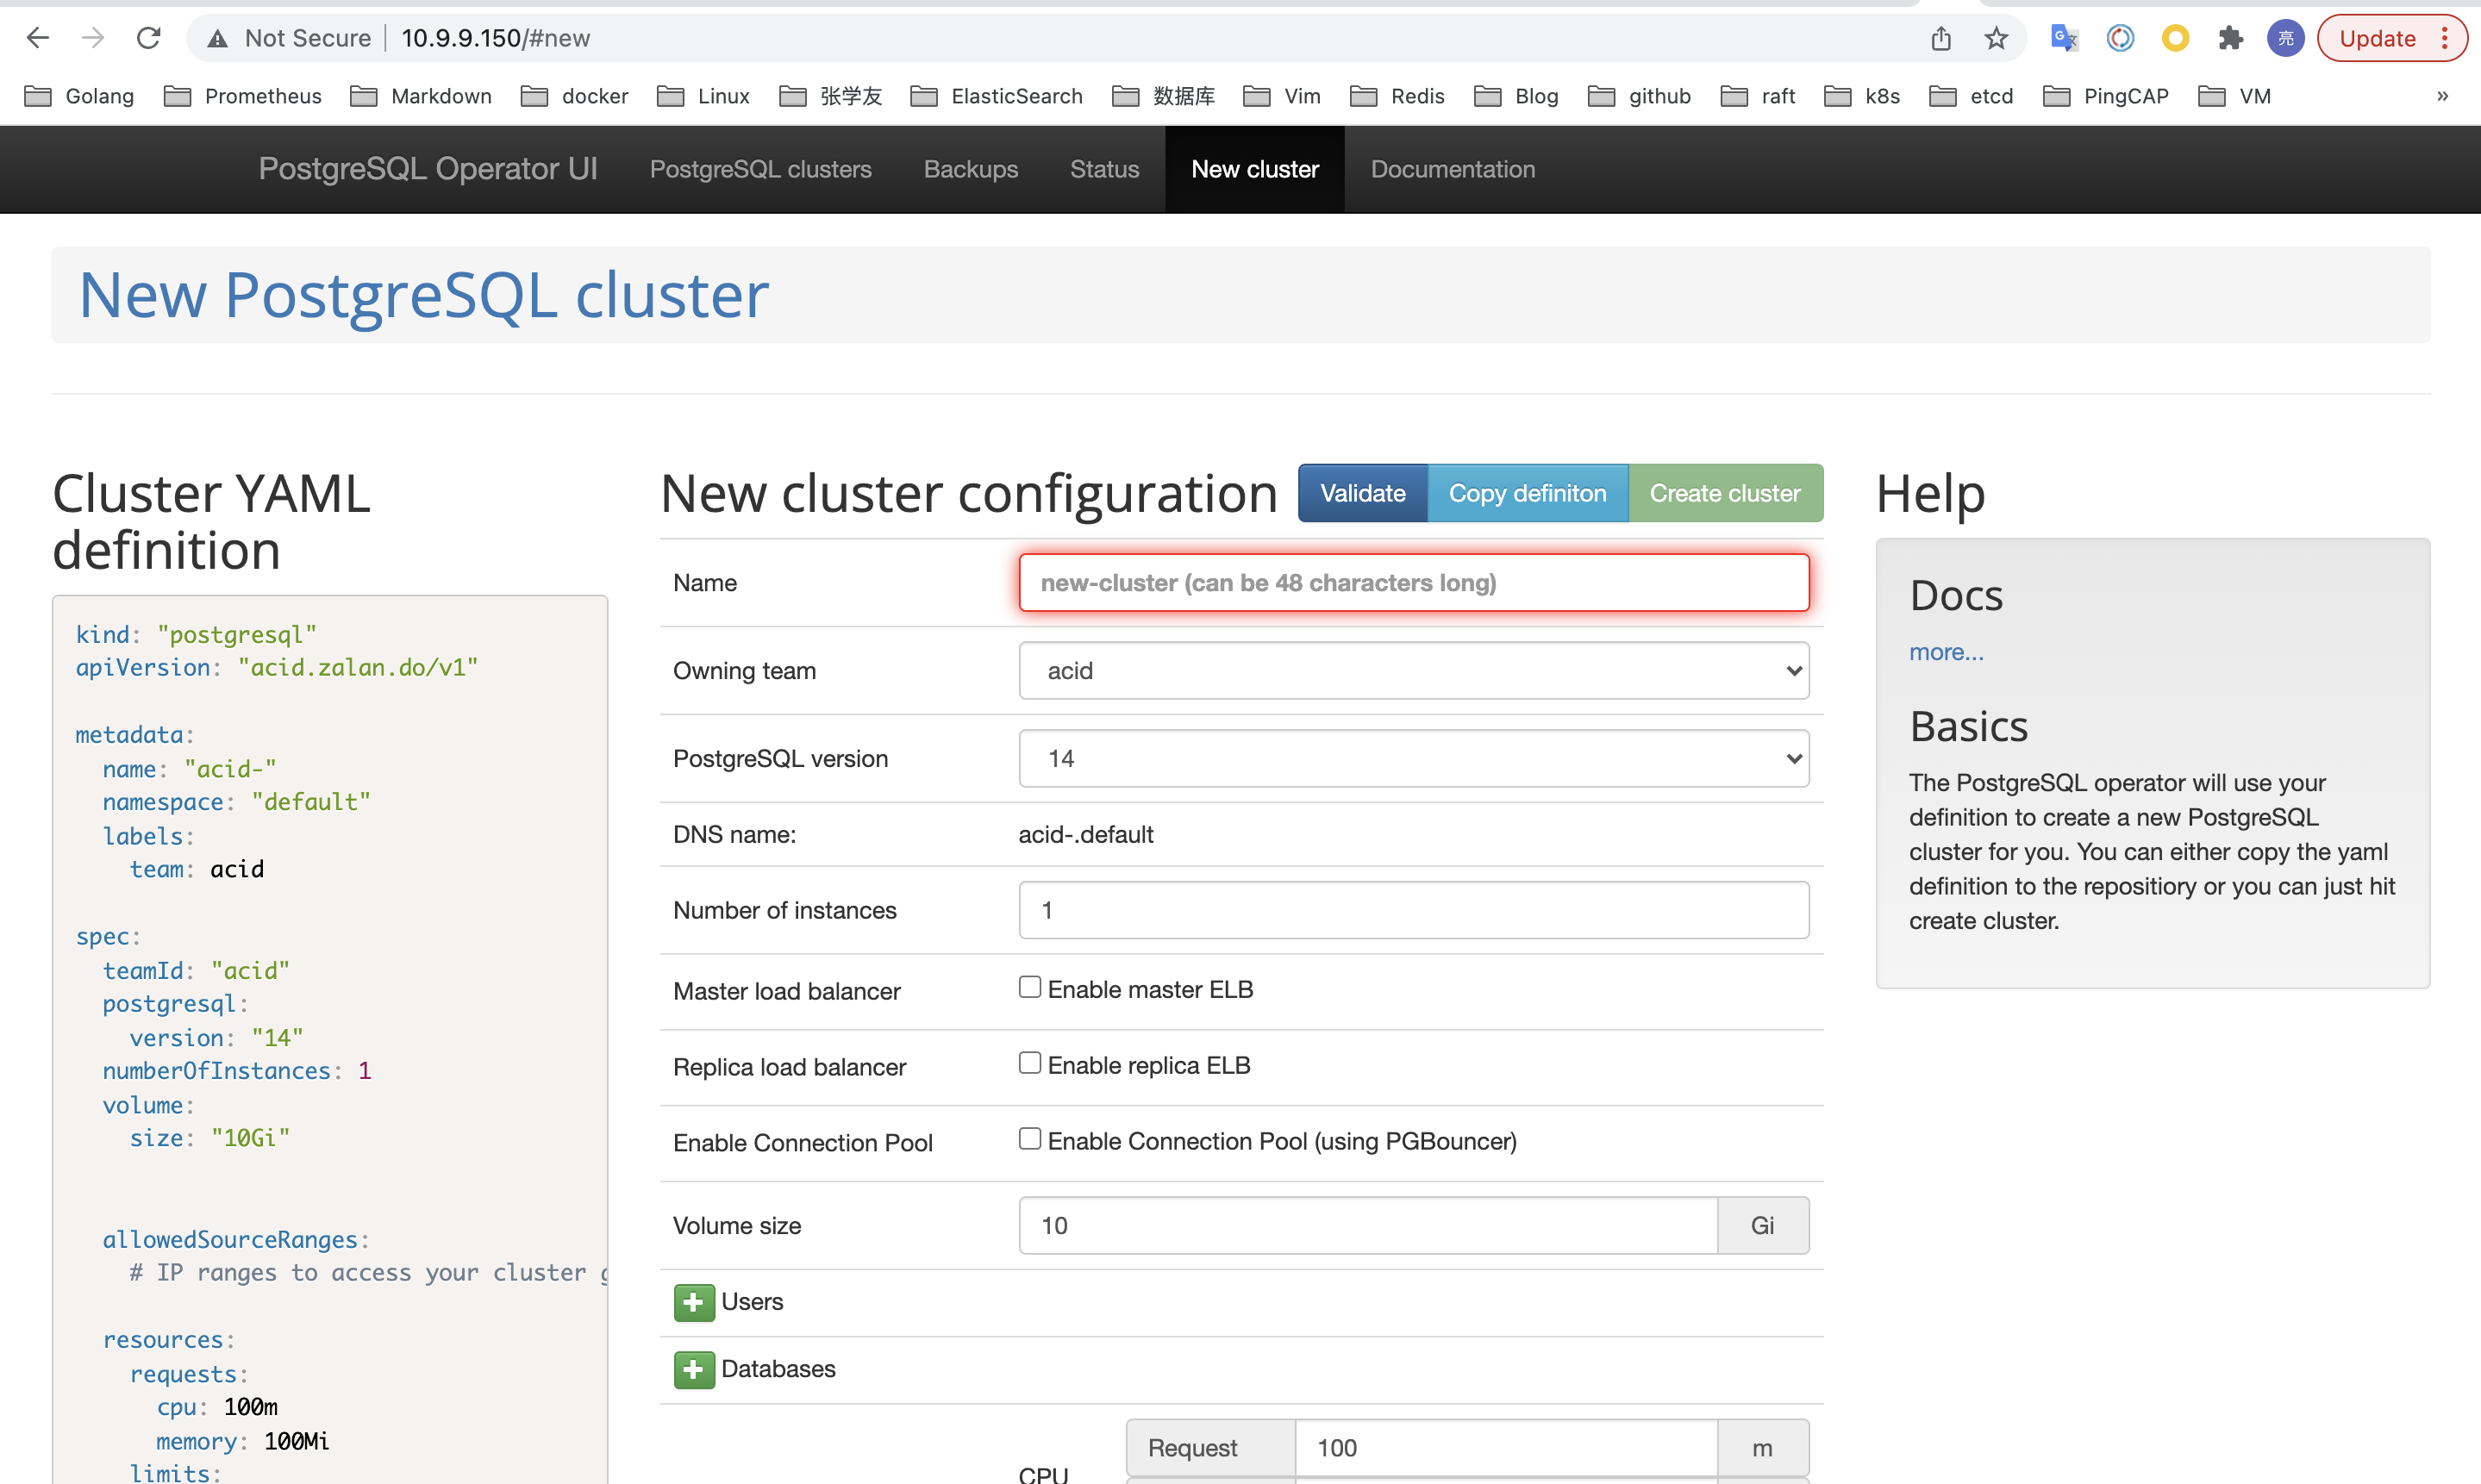 Not Secure | 10.9.9.150/#new
Update
Golang Prometheus Markdown docker Linux 张学友 ElasticSearch 数据库 Vim Redis Blog github raft k8s etcd PingCAP VM »
PostgreSQL Operator UI PostgreSQL clusters Backups Status New cluster Documentation
New PostgreSQL cluster
Cluster YAML
definition
kind: "postgresql"
apiVersion: "acid.zalan.do/v1"
metadata:
name: "acid-"
namespace: "default"
labels:
team: acid
spec:
teamId: "acid"
postgresql:
version: "14"
numberOfInstances: 1
volume:
size: "10Gi"
allowedSourceRanges:
# IP ranges to access your cluster g
resources:
requests:
cpu: 100m
memory: 100Mi
limits:
New cluster configuration
Validate Copy definiton Create cluster
Name new-cluster (can be 48 characters long)
Owning team acid
PostgreSQL version 14
DNS name: acid-.default
Number of instances 1
Master load balancer Enable master ELB
Replica load balancer Enable replica ELB
Enable Connection Pool Enable Connection Pool (using PGBouncer)
Volume size 10 Gi
Users
Databases
CPU Request 100 m
Help
Docs
more...
Basics
The PostgreSQL operator will use your
definition to create a new PostgreSQL
cluster for you. You can either copy the yaml
definition to the repositiory or you can just hit
create cluster.